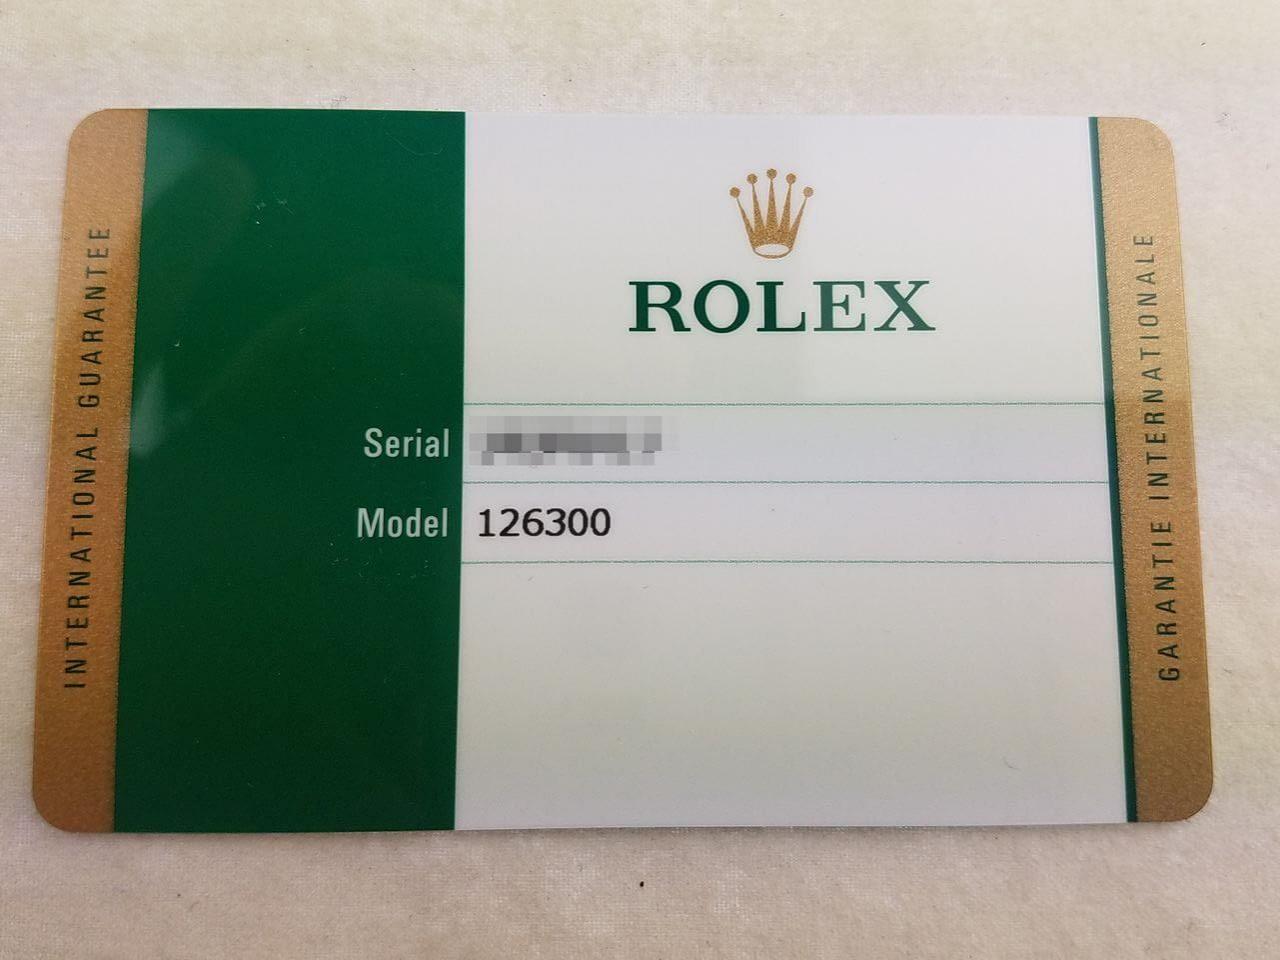 INTERNATIONAL GUARANTEE
ROLEX
Serial
Model 126300
GARANTIE INTERNATIONALE